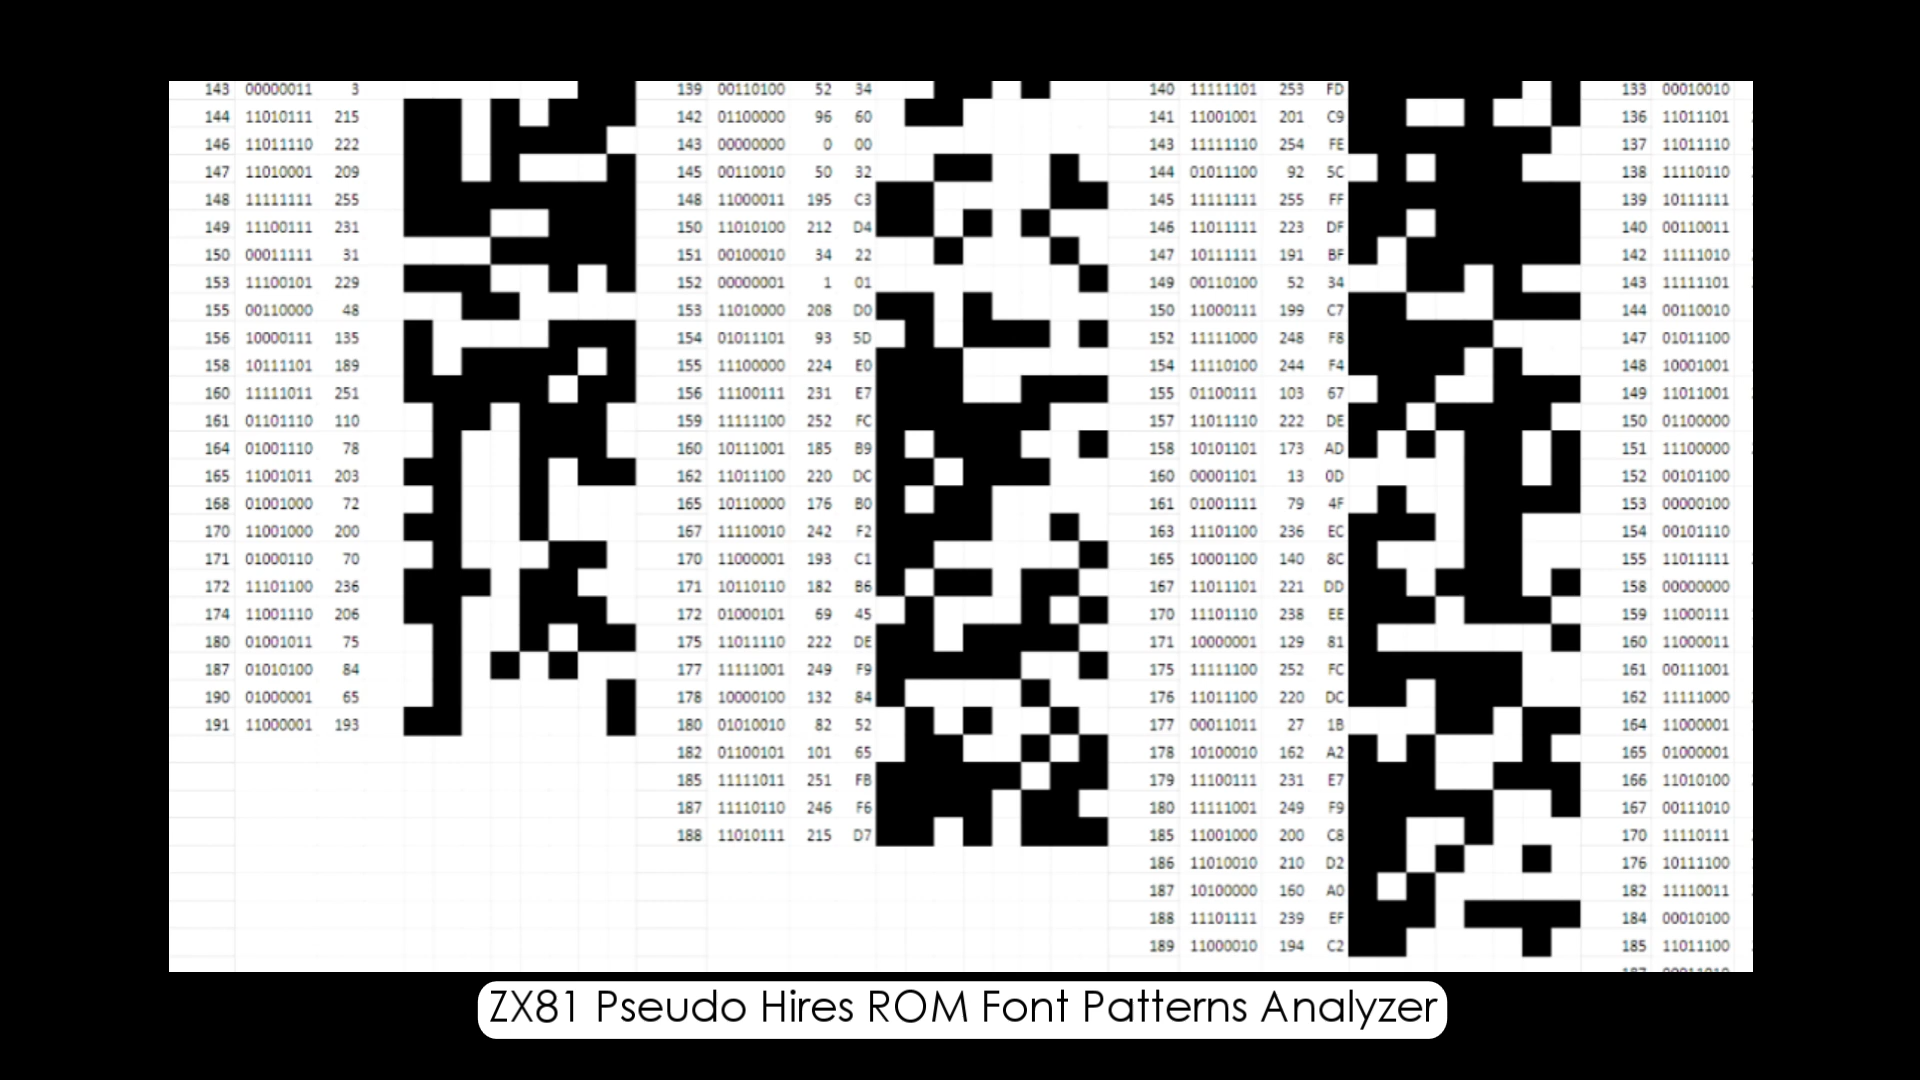 143 00000011 3 139 00110100 52 34 140 11111101 253 FD 133 00010010
144 11010111 215 142 01100000 96 60 141 11001001 201 C9 136 11011101
146 11011110 222 143 00000000 0 00 143 11111110 254 FE 137 11011110
147 11010001 209 145 00110010 50 32 144 01011100 92 5C 138 11110110
148 11111111 255 148 11000011 195 C3 145 11111111 255 FF 139 10111111
149 11100111 231 150 11010100 212 D4 146 11011111 223 DF 140 00110011
150 00011111 31 151 00100010 34 22 147 10111111 191 BF 142 11111010
153 11100101 229 152 00000001 1 01 149 00110100 52 34 143 11111101
155 00110000 48 153 11010000 208 D0 150 11000111 199 C7 144 00110010
156 10000111 135 154 01011101 93 5D 152 11111000 248 F8 147 01011100
158 10111101 189 155 11100000 224 E0 154 11110100 244 F4 148 10001001
160 11111011 251 156 11100111 231 E7 155 01100111 103 67 149 11011001
161 01101110 110 159 11111100 252 FC 157 11011110 222 DE 150 01100000
164 01001110 78 160 10111001 185 B9 158 10101101 173 AD 151 11100000
165 11001011 203 162 11011100 220 DC 160 00001101 13 0D 152 00101100
168 01001000 72 165 10110000 176 B0 161 01001111 79 4F 153 00000100
170 11001000 200 167 11110010 242 F2 163 11101100 236 EC 154 00101110
171 01000110 70 170 11000001 193 C1 165 10001100 140 8C 155 11011111
172 11101100 236 171 10110110 182 B6 167 11011101 221 DD 158 00000000
174 11001110 206 172 01000101 69 45 170 11101110 238 EE 159 11000111
180 01001011 75 175 11011110 222 DE 171 10000001 129 81 160 11000011
187 01010100 84 177 11111001 249 F9 175 11111100 252 FC 161 00111001
190 01000001 65 178 10000100 132 84 176 11011100 220 DC 162 11111000
191 11000001 193 180 01010010 82 52 177 00011011 27 1B 164 11000001
182 01100101 101 65 178 10100010 162 A2 165 01000001
185 11111011 251 FB 179 11100111 231 E7 166 11010100
187 11110110 246 F6 180 11111001 249 F9 167 00111010
188 11010111 215 D7 185 11001000 200 C8 170 11110111
186 11010010 210 D2 176 10111100
187 10100000 160 A0 182 11110011
188 11101111 239 EF 184 00010100
189 11000010 194 C2 185 11011100
ZX81 Pseudo Hires ROM Font Patterns Analyzer